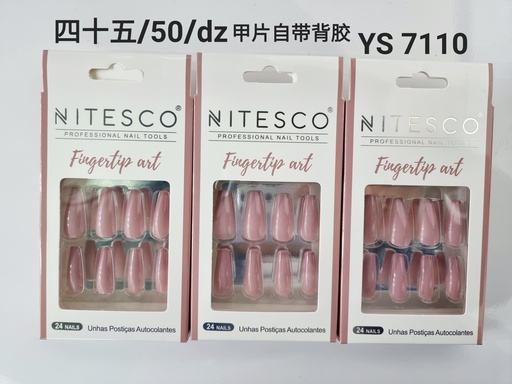 四十五/50/dz 甲片自带背胶 YS 7110
NITESCO®
PROFESSIONAL NAIL TOOLS
Fingertip art
24 NAILS
Unhas Postiças Autocolantes
NITESCO®
PROFESSIONAL NAIL TOOLS
Fingertip art
24 NAILS
Unhas Postiças Autocolantes
NITESCO®
PROFESSIONAL NAIL TOOLS
Fingertip art
24 NAILS
Unhas Postiças Autocolantes